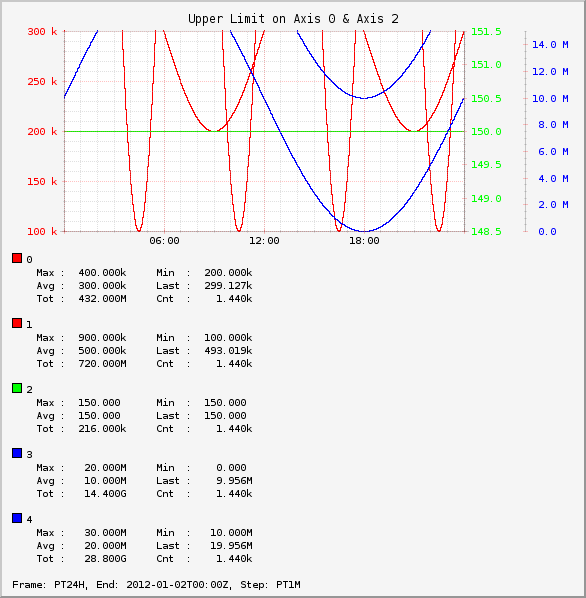 Upper Limit on Axis 0 & Axis 2
300 k
250 k
200 k
150 k
100 k
151.5
151.0
150.5
150.0
149.5
149.0
148.5
14.0 M
12.0 M
10.0 M
8.0 M
6.0 M
4.0 M
2.0 M
0.0
06:00 12:00 18:00
0
Max : 400.000k Min : 200.000k
Avg : 300.000k Last : 299.127k
Tot : 432.000M Cnt : 1.440k
1
Max : 900.000k Min : 100.000k
Avg : 500.000k Last : 493.019k
Tot : 720.000M Cnt : 1.440k
2
Max : 150.000 Min : 150.000
Avg : 150.000 Last : 150.000
Tot : 216.000k Cnt : 1.440k
3
Max : 20.000M Min : 0.000
Avg : 10.000M Last : 9.956M
Tot : 14.400G Cnt : 1.440k
4
Max : 30.000M Min : 10.000M
Avg : 20.000M Last : 19.956M
Tot : 28.800G Cnt : 1.440k
Frame: PT24H, End: 2012-01-02T00:00Z, Step: PT1M